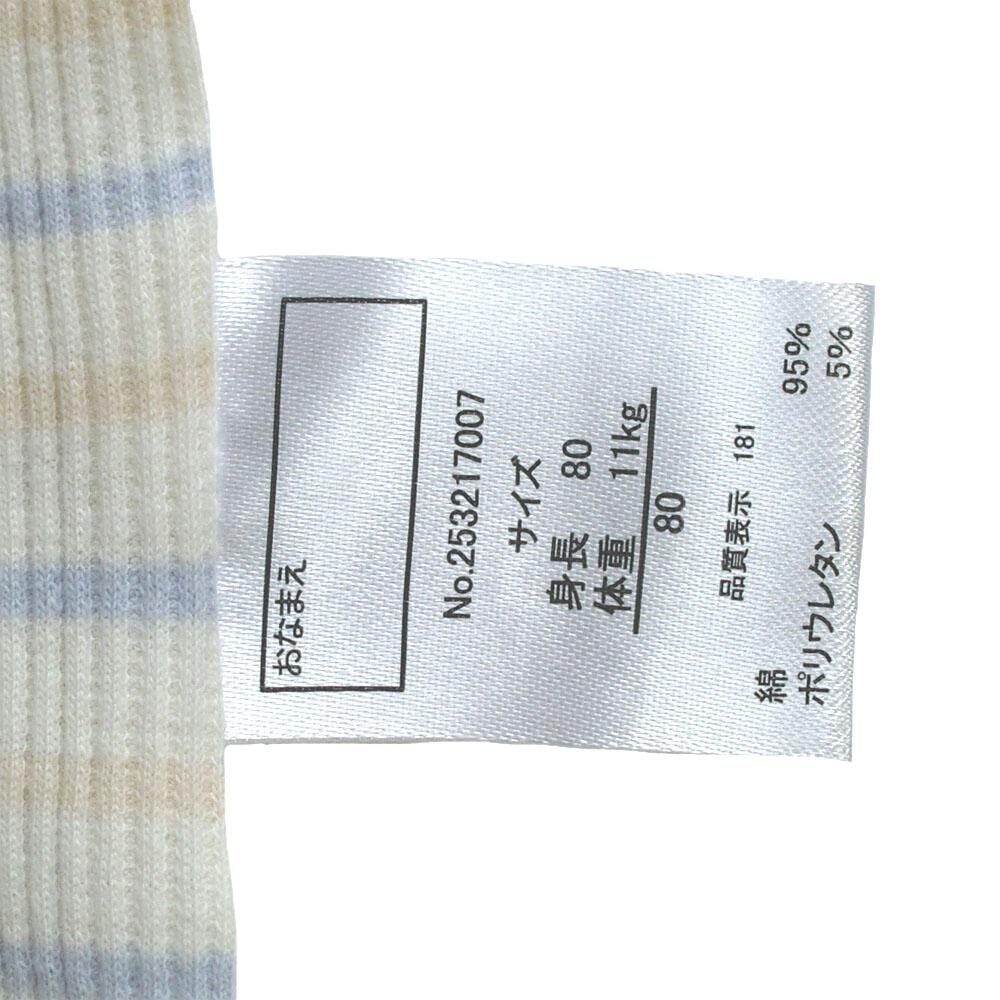 おなまえ
No.253217007
サイズ
身長 80
体重 11kg
80
品質表示 181
綿 95%
ポリウレタン 5%